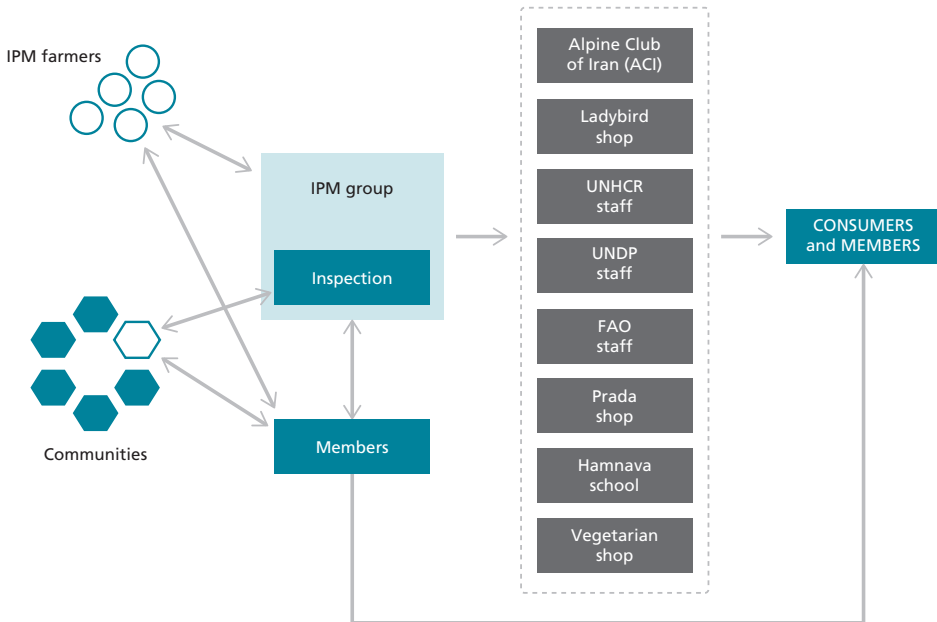 IPM farmers
IPM group
Inspection
Communities
Members
Alpine Club
of Iran (ACI)
Ladybird
shop
UNHCR
staff
UNDP
staff
FAO
staff
Prada
shop
Hamnava
school
Vegetarian
shop
CONSUMERS
and MEMBERS